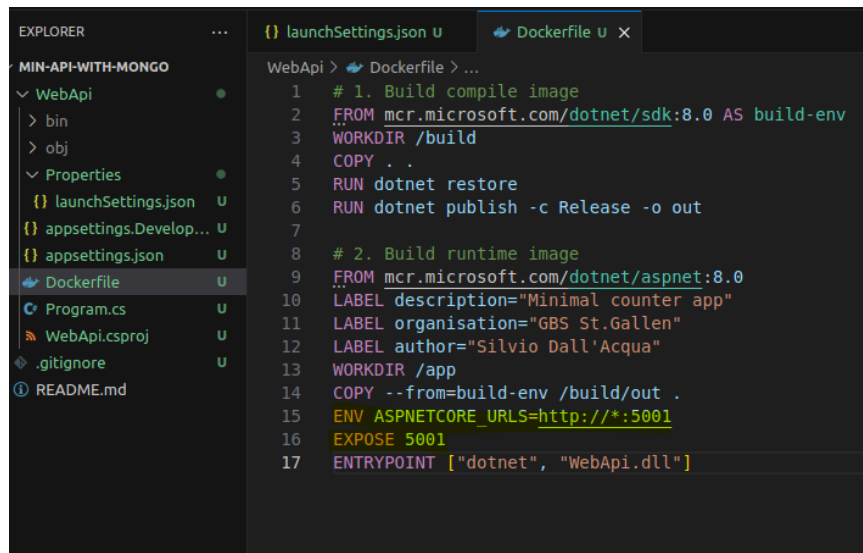 EXPLORER ...
MIN-API-WITH-MONGO
WebApi
bin
obj
Properties
{} launchSettings.json U
{} appsettings.Develop... U
{} appsettings.json U
Dockerfile U
C# Program.cs U
WebApi.csproj U
.gitignore U
README.md
{} launchSettings.json U Dockerfile U X
WebApi > Dockerfile > ...
1 # 1. Build compile image
2 FROM mcr.microsoft.com/dotnet/sdk:8.0 AS build-env
3 WORKDIR /build
4 COPY . .
5 RUN dotnet restore
6 RUN dotnet publish -c Release -o out
7
8 # 2. Build runtime image
9 FROM mcr.microsoft.com/dotnet/aspnet:8.0
10 LABEL description="Minimal counter app"
11 LABEL organisation="GBS St.Gallen"
12 LABEL author="Silvio Dall'Acqua"
13 WORKDIR /app
14 COPY --from=build-env /build/out .
15 ENV ASPNETCORE_URLS=http://*:5001
16 EXPOSE 5001
17 ENTRYPOINT ["dotnet", "WebApi.dll"]